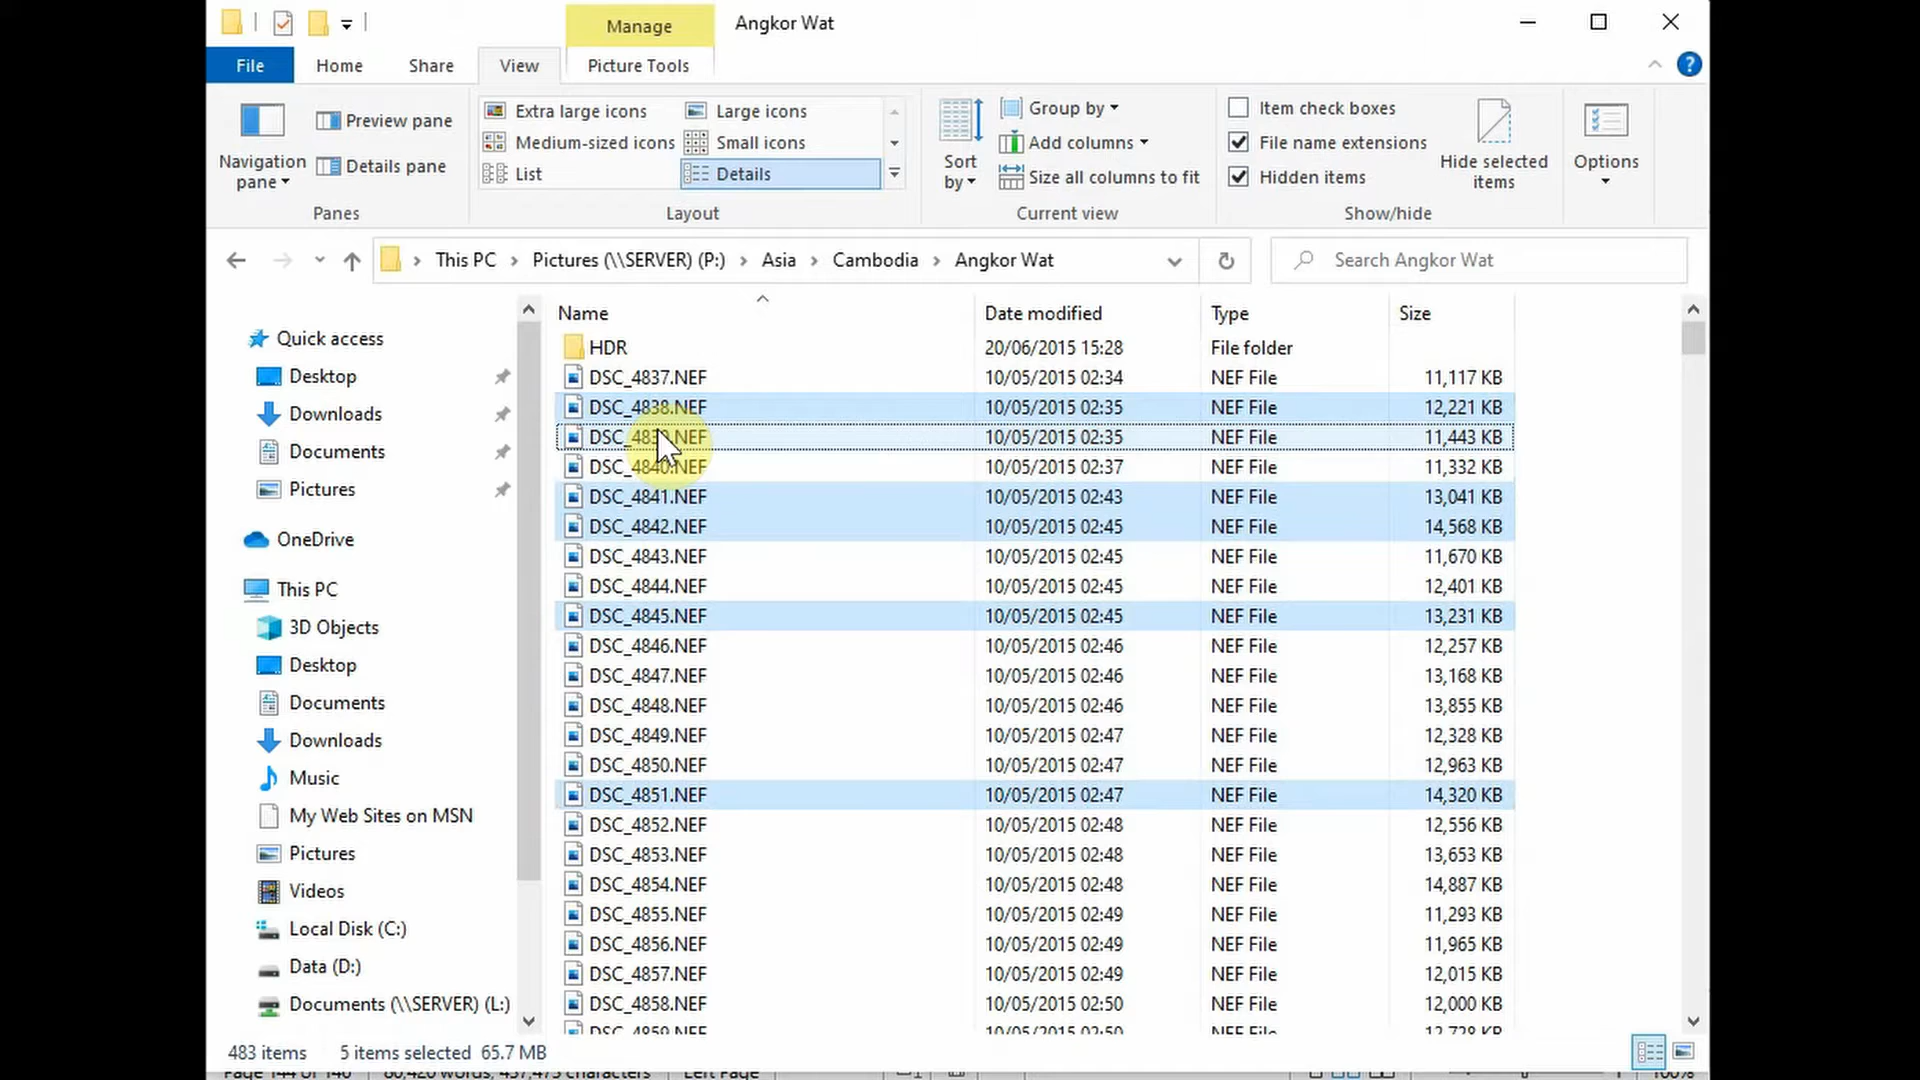 Manage
Angkor Wat
File
Home
Share
View
Picture Tools
Navigation pane
Preview pane
Details pane
Panes
Extra large icons
Large icons
Medium-sized icons
Small icons
List
Details
Layout
Sort by
Group by
Add columns
Size all columns to fit
Current view
Item check boxes
File name extensions
Hidden items
Hide selected items
Show/hide
Options
This PC > Pictures (\\SERVER) (P:) > Asia > Cambodia > Angkor Wat
Search Angkor Wat
Quick access
Desktop
Downloads
Documents
Pictures
OneDrive
This PC
3D Objects
Desktop
Documents
Downloads
Music
My Web Sites on MSN
Pictures
Videos
Local Disk (C:)
Data (D:)
Documents (\\SERVER) (L:)
Name Date modified Type Size
HDR 20/06/2015 15:28 File folder
DSC_4837.NEF 10/05/2015 02:34 NEF File 11,117 KB
DSC_4838.NEF 10/05/2015 02:35 NEF File 12,221 KB
DSC_4839.NEF 10/05/2015 02:35 NEF File 11,443 KB
DSC_4840.NEF 10/05/2015 02:37 NEF File 11,332 KB
DSC_4841.NEF 10/05/2015 02:43 NEF File 13,041 KB
DSC_4842.NEF 10/05/2015 02:45 NEF File 14,568 KB
DSC_4843.NEF 10/05/2015 02:45 NEF File 11,670 KB
DSC_4844.NEF 10/05/2015 02:45 NEF File 12,401 KB
DSC_4845.NEF 10/05/2015 02:45 NEF File 13,231 KB
DSC_4846.NEF 10/05/2015 02:46 NEF File 12,257 KB
DSC_4847.NEF 10/05/2015 02:46 NEF File 13,168 KB
DSC_4848.NEF 10/05/2015 02:46 NEF File 13,855 KB
DSC_4849.NEF 10/05/2015 02:47 NEF File 12,328 KB
DSC_4850.NEF 10/05/2015 02:47 NEF File 12,963 KB
DSC_4851.NEF 10/05/2015 02:47 NEF File 14,320 KB
DSC_4852.NEF 10/05/2015 02:48 NEF File 12,556 KB
DSC_4853.NEF 10/05/2015 02:48 NEF File 13,653 KB
DSC_4854.NEF 10/05/2015 02:48 NEF File 14,887 KB
DSC_4855.NEF 10/05/2015 02:49 NEF File 11,293 KB
DSC_4856.NEF 10/05/2015 02:49 NEF File 11,965 KB
DSC_4857.NEF 10/05/2015 02:49 NEF File 12,015 KB
DSC_4858.NEF 10/05/2015 02:50 NEF File 12,000 KB
DSC_4859.NEF 10/05/2015 02:50 NEF File 12,728 KB
483 items 5 items selected 65.7 MB